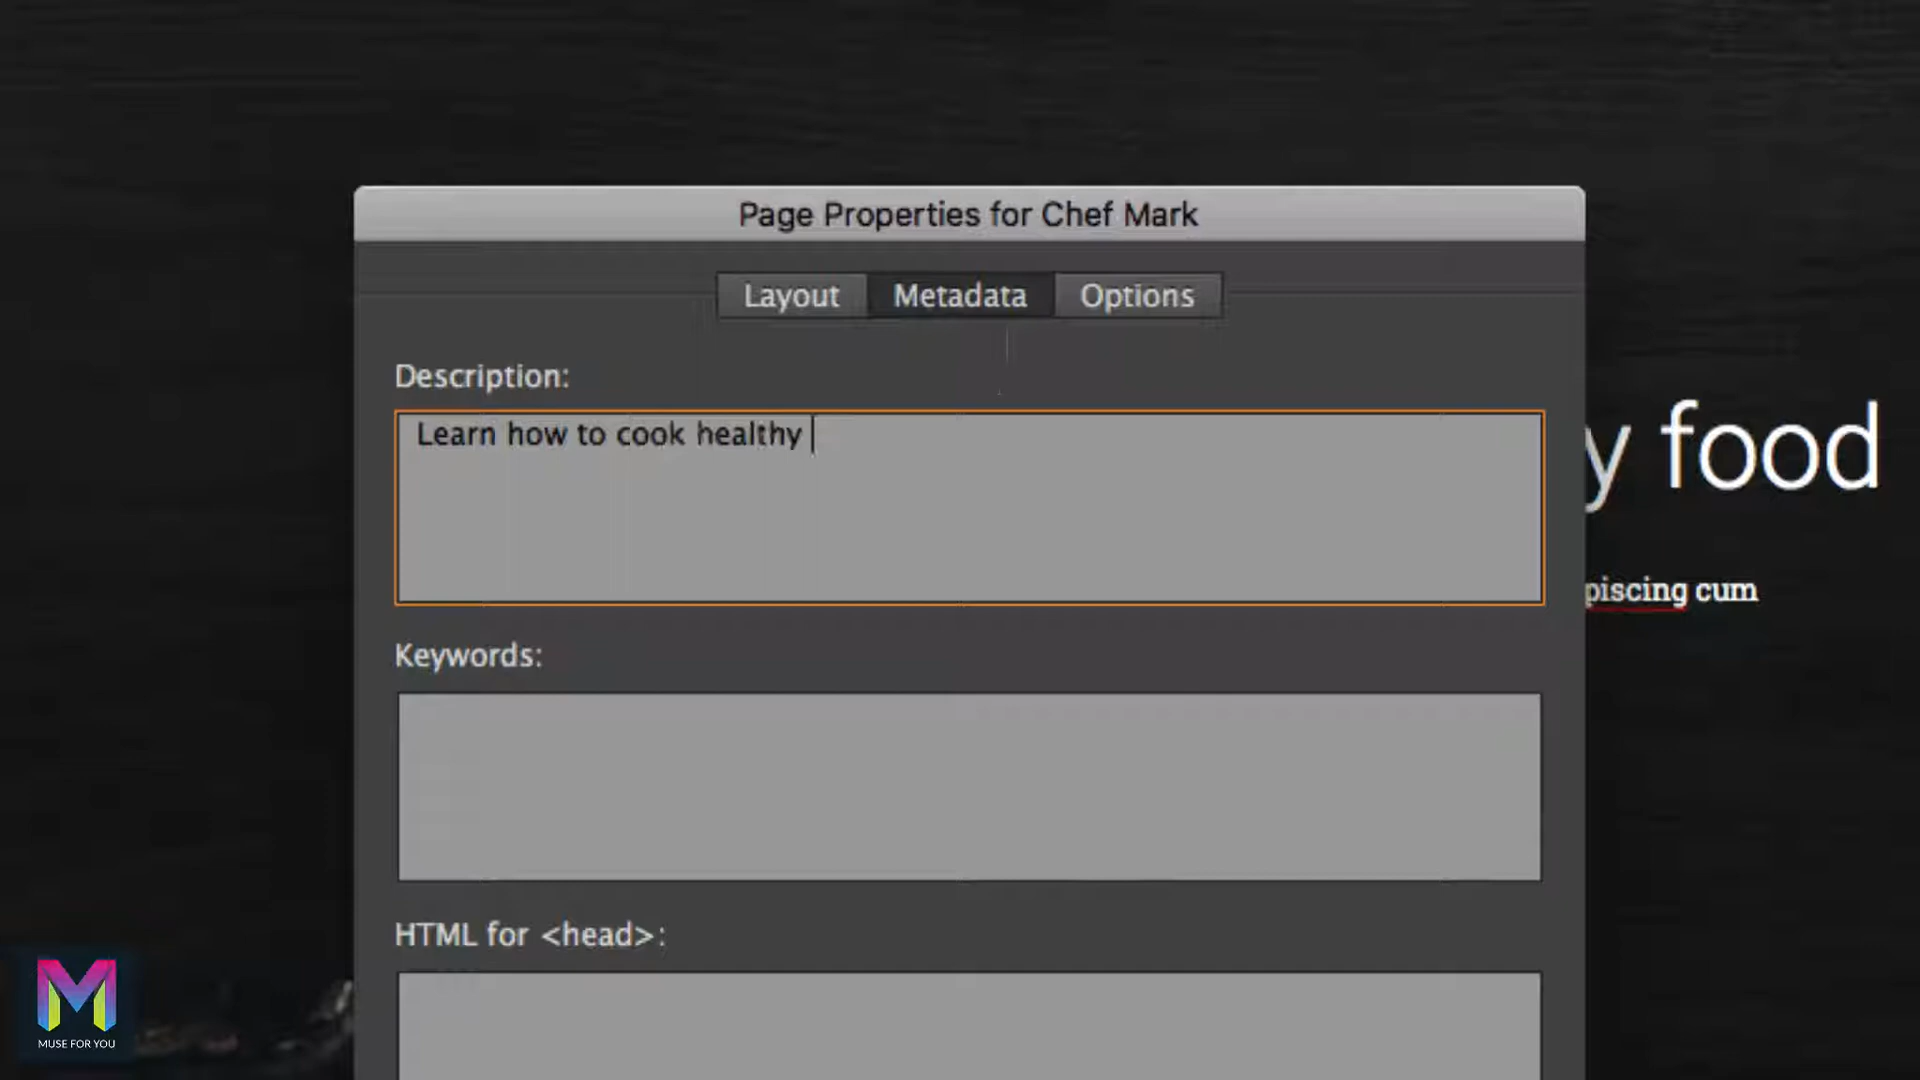 Page Properties for Chef Mark
Layout Metadata Options
Description:
Learn how to cook healthy
y food
piscing cum
Keywords:
HTML for <head>:
MUSE FOR YOU